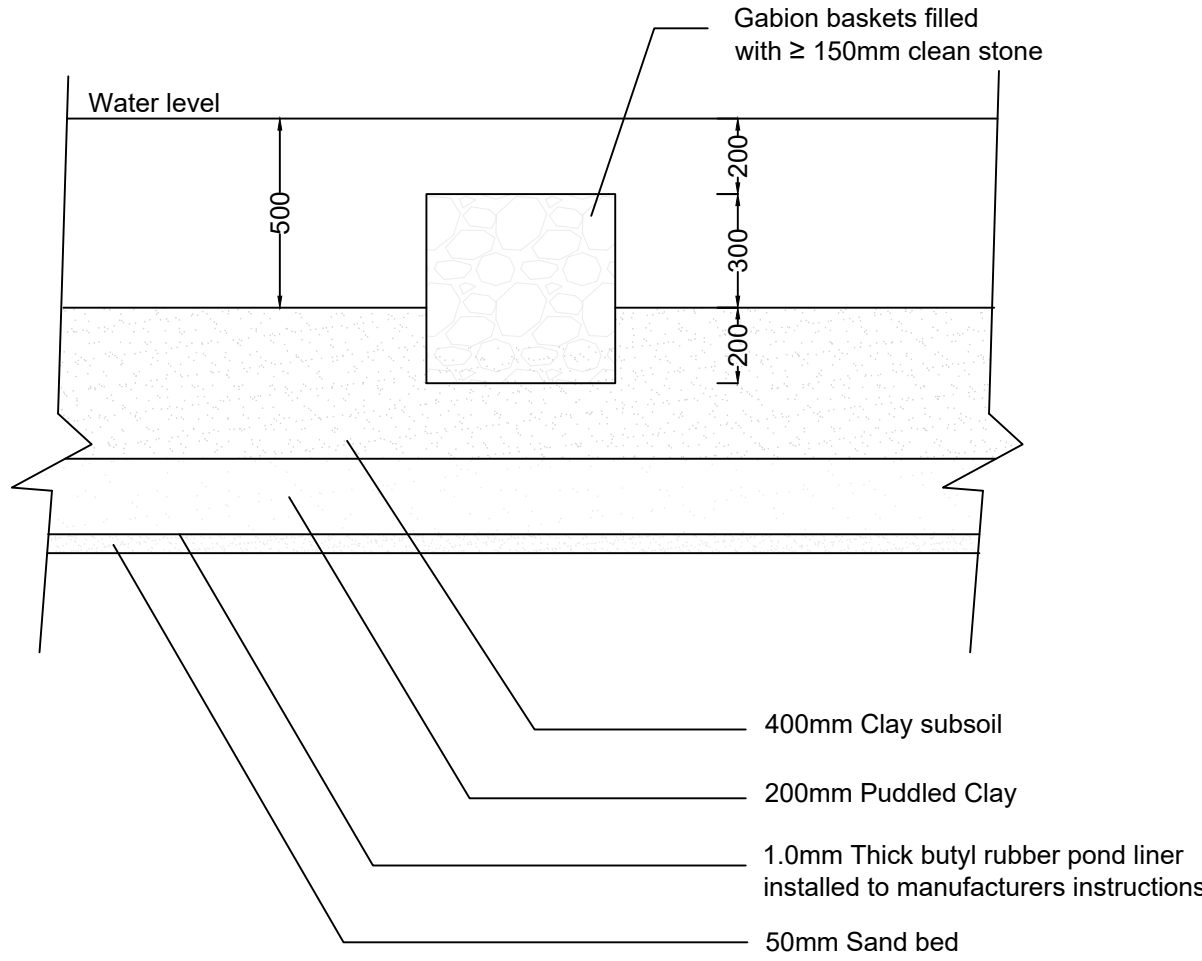 Gabion baskets filled
with ≥ 150mm clean stone
Water level
500
200
300
200
400mm Clay subsoil
200mm Puddled Clay
1.0mm Thick butyl rubber pond liner
installed to manufacturers instructions
50mm Sand bed